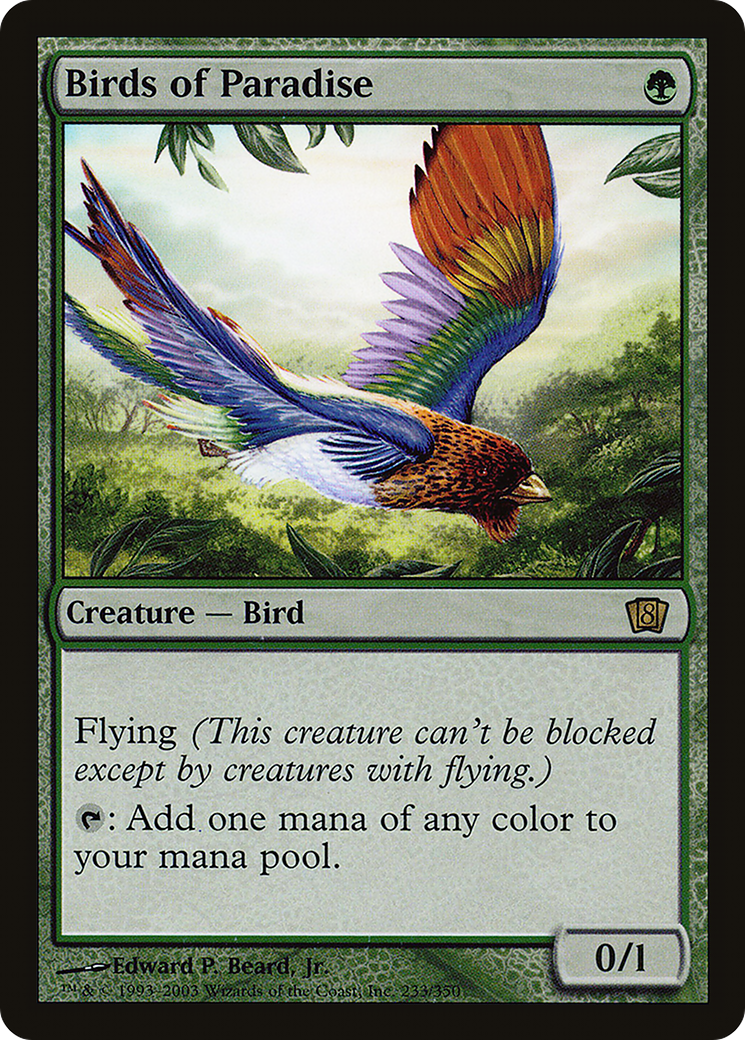 Birds of Paradise
Creature — Bird
8
Flying (This creature can't be blocked
except by creatures with flying.)
: Add one mana of any color to
your mana pool.
0/1
Edward P. Beard, Jr.
™ & © 1993–2003 Wizards of the Coast, Inc. 233/350